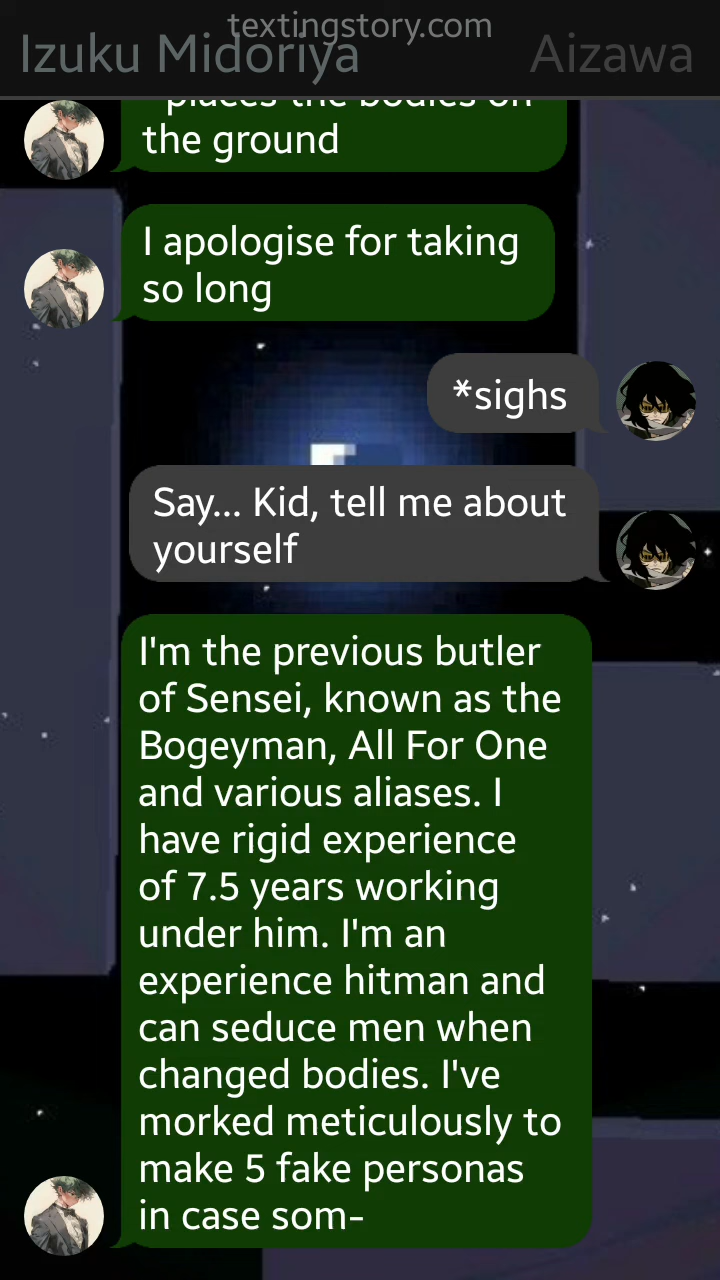 textingstory.com
Izuku Midoriya
Aizawa
places the bodies on
the ground
I apologise for taking
so long
*sighs
Say... Kid, tell me about
yourself
I'm the previous butler
of Sensei, known as the
Bogeyman, All For One
and various aliases. I
have rigid experience
of 7.5 years working
under him. I'm an
experience hitman and
can seduce men when
changed bodies. I've
morked meticulously to
make 5 fake personas
in case som-